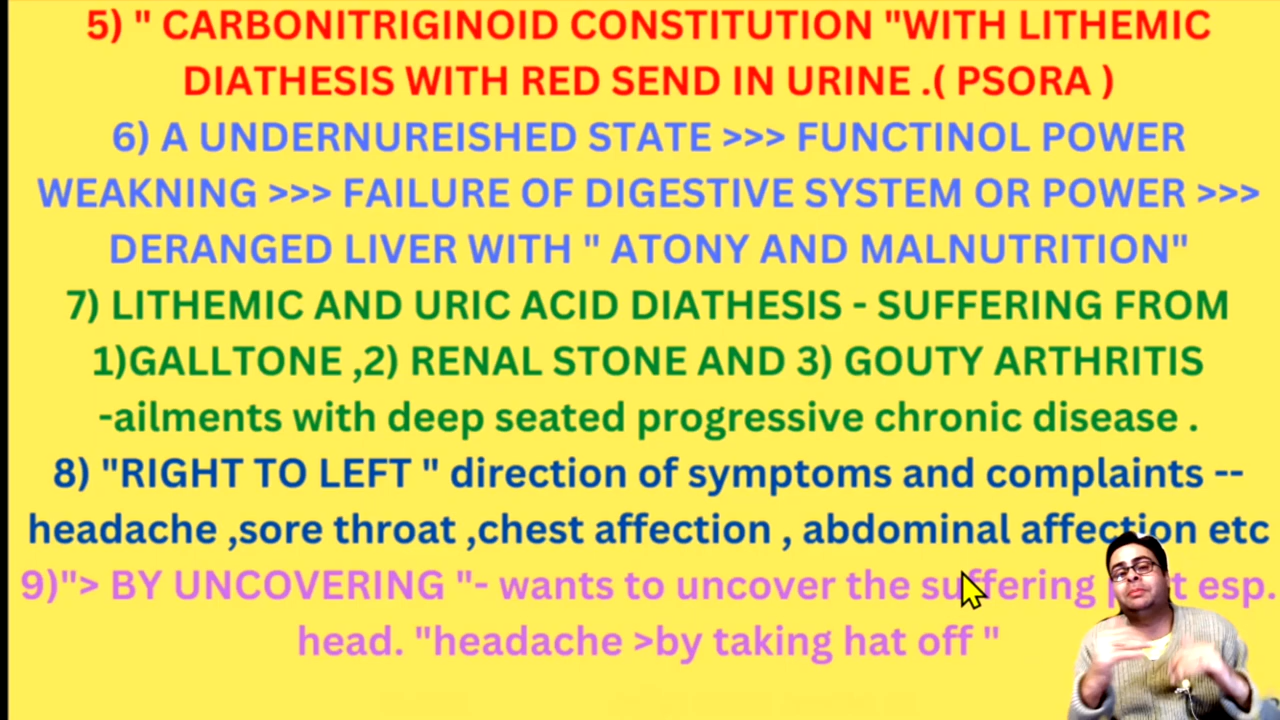 5) " CARBONITRIGINOID CONSTITUTION "WITH LITHEMIC
DIATHESIS WITH RED SEND IN URINE .( PSORA )
6) A UNDERNUREISHED STATE >>> FUNCTINOL POWER
WEAKNING >>> FAILURE OF DIGESTIVE SYSTEM OR POWER >>>
DERANGED LIVER WITH " ATONY AND MALNUTRITION"
7) LITHEMIC AND URIC ACID DIATHESIS - SUFFERING FROM
1)GALLTONE ,2) RENAL STONE AND 3) GOUTY ARTHRITIS
-ailments with deep seated progressive chronic disease .
8) "RIGHT TO LEFT " direction of symptoms and complaints --
headache ,sore throat ,chest affection , abdominal affection etc
9)"> BY UNCOVERING "- wants to uncover the suffering esp.
head. "headache >by taking hat off "